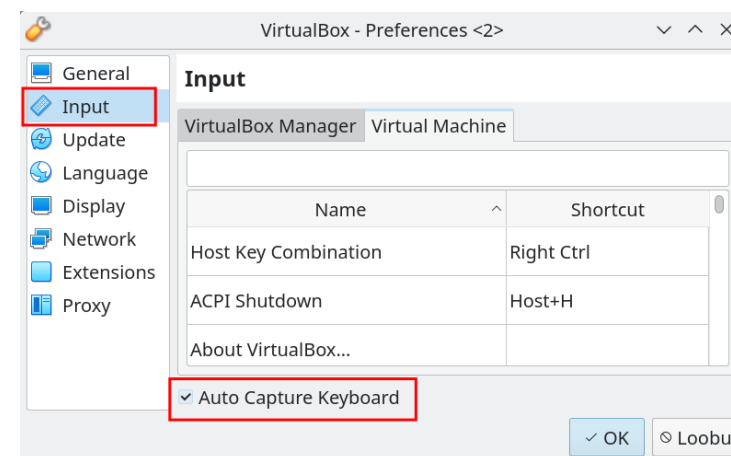 VirtualBox - Preferences <2>
General
Input
Update
Language
Display
Network
Extensions
Proxy
Input
VirtualBox Manager Virtual Machine
Name Shortcut
Host Key Combination Right Ctrl
ACPI Shutdown Host+H
About VirtualBox...
Auto Capture Keyboard
OK Loobu